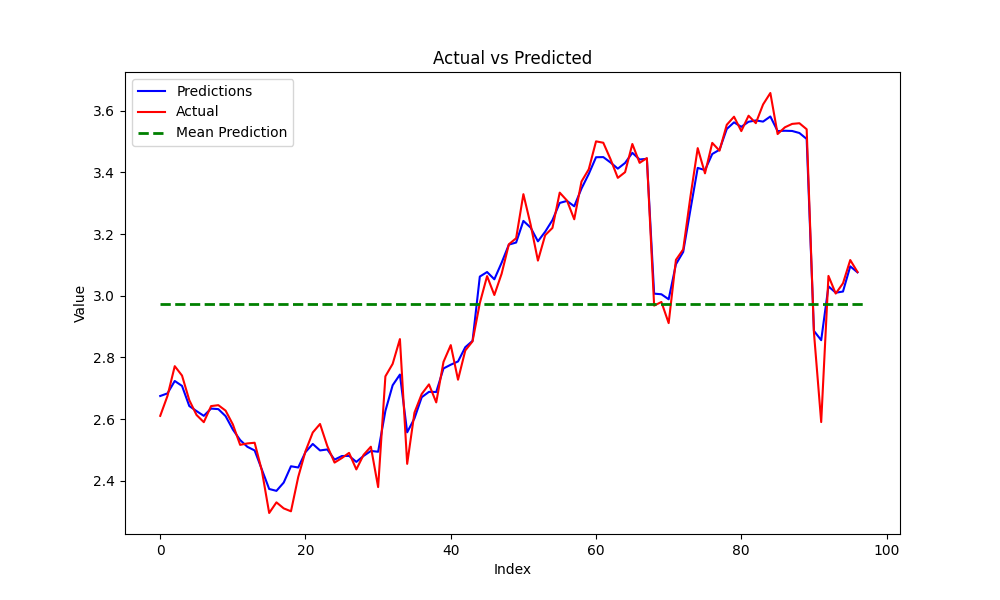 Actual vs Predicted
Predictions
Actual
Mean Prediction
Value
3.6
3.4
3.2
3.0
2.8
2.6
2.4
0 20 40 60 80 100
Index